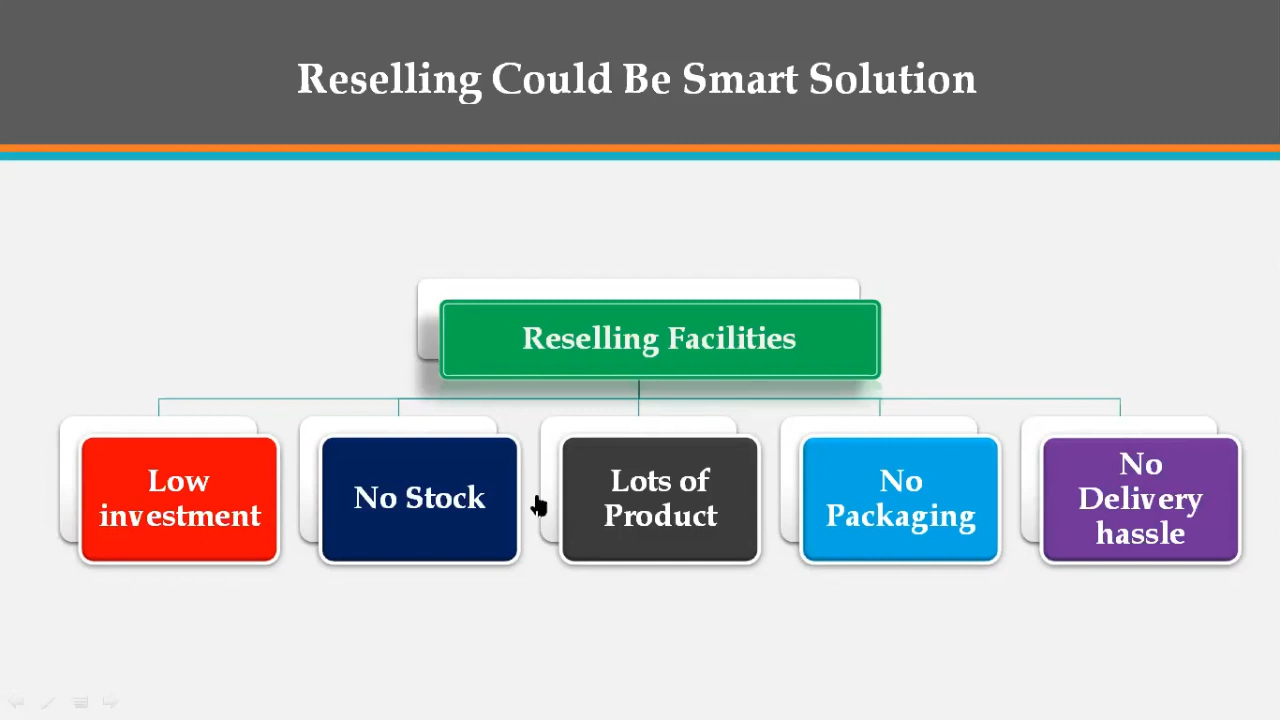 Reselling Could Be Smart Solution
Reselling Facilities
Low
investment
No Stock
Lots of
Product
No
Packaging
No
Delivery
hassle